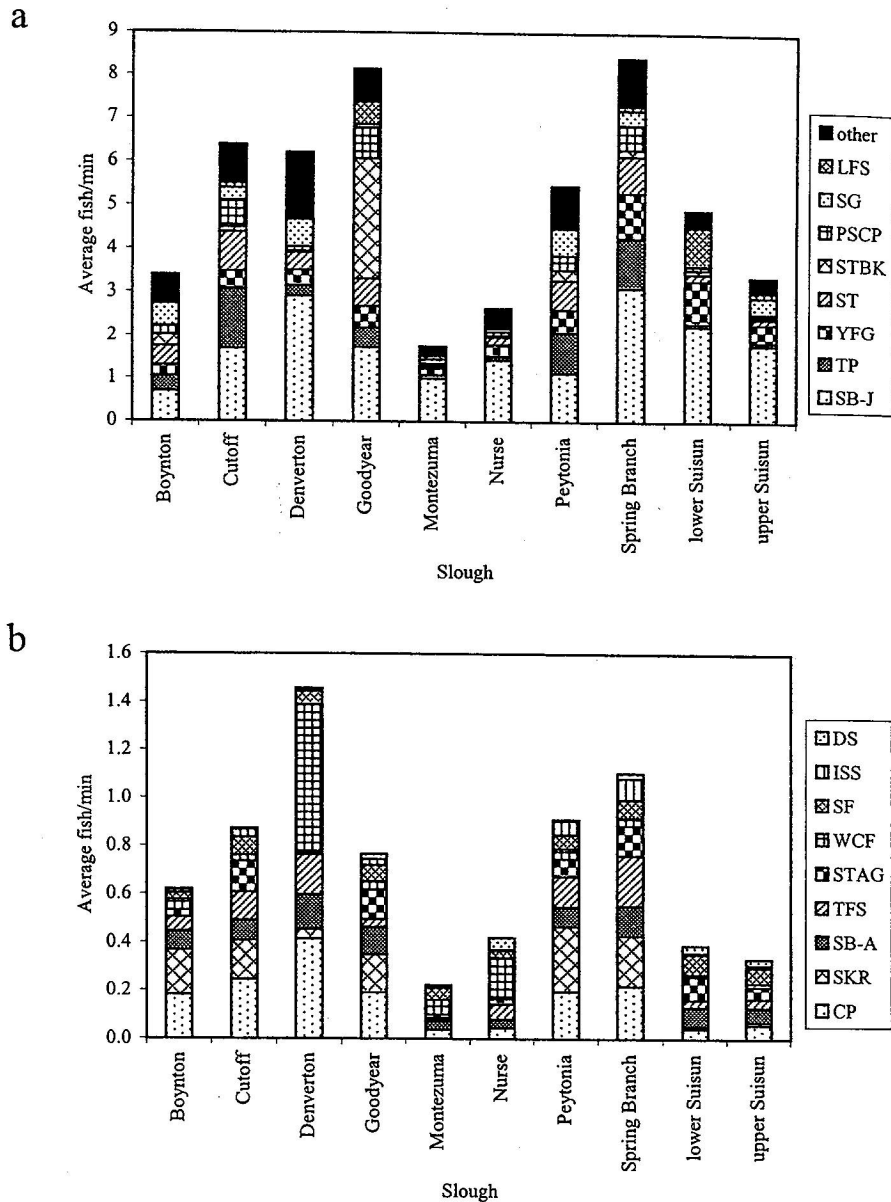 a
9
8
7
6
5
4
3
2
1
0
Average fish/min
Boynton
Cutoff
Denverton
Goodyear
Montezuma
Nurse
Peytonia
Spring Branch
lower Suisun
upper Suisun
Slough
other
LFS
SG
PSCP
STBK
ST
YFG
TP
SB-J
b
1.6
1.4
1.2
1.0
0.8
0.6
0.4
0.2
0.0
Average fish/min
Boynton
Cutoff
Denverton
Goodyear
Montezuma
Nurse
Peytonia
Spring Branch
lower Suisun
upper Suisun
Slough
DS
ISS
SF
WCF
STAG
TFS
SB-A
SKR
CP